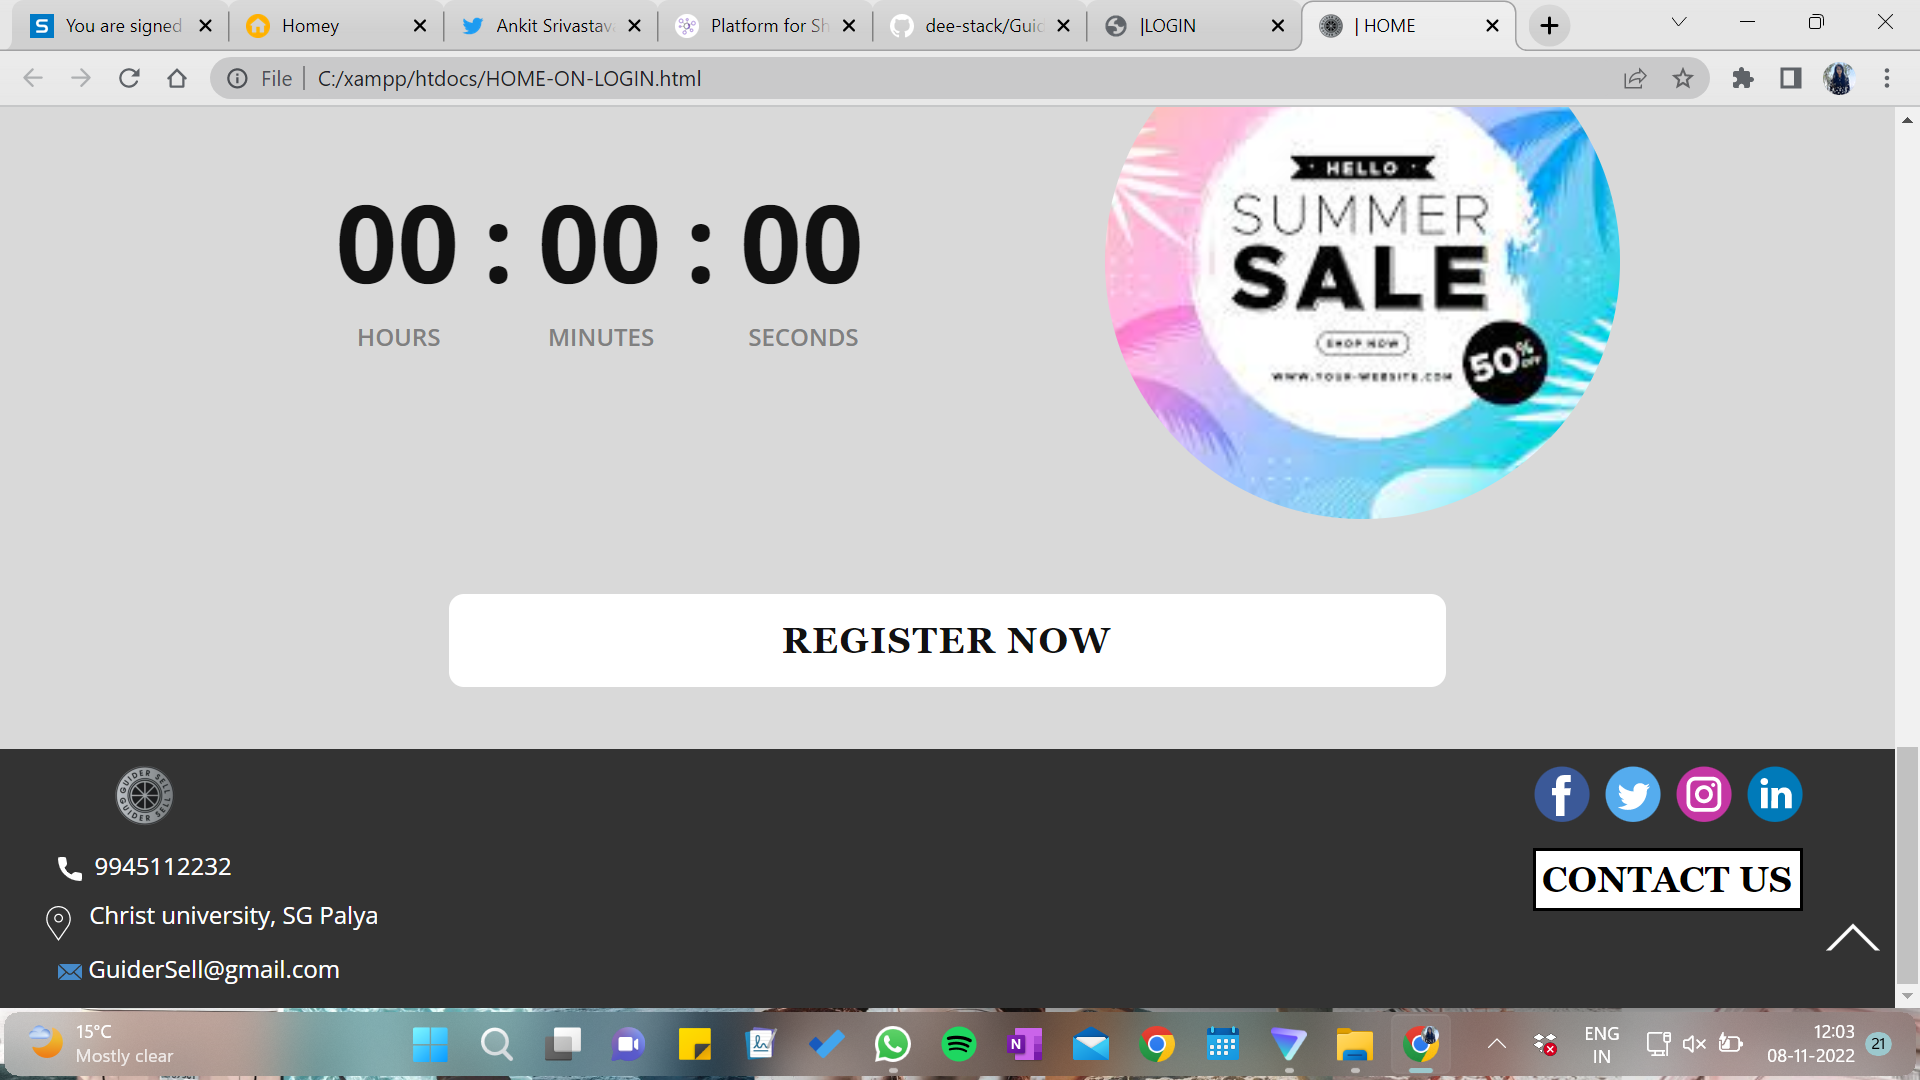 You are signed
Homey
Ankit Srivastav
Platform for Sh
dee-stack/Guid
|LOGIN
| HOME
File
C:/xampp/htdocs/HOME-ON-LOGIN.html
HELLO
SUMMER
SALE
SHOP NOW
WWW.YOUR-WEBSITE.COM
50% OFF
00 : 00 : 00
HOURS MINUTES SECONDS
REGISTER NOW
GUIDER SELL GUIDER SELL
9945112232
Christ university, SG Palya
GuiderSell@gmail.com
CONTACT US
15°C
Mostly clear
ENG
IN
12:03
08-11-2022
21